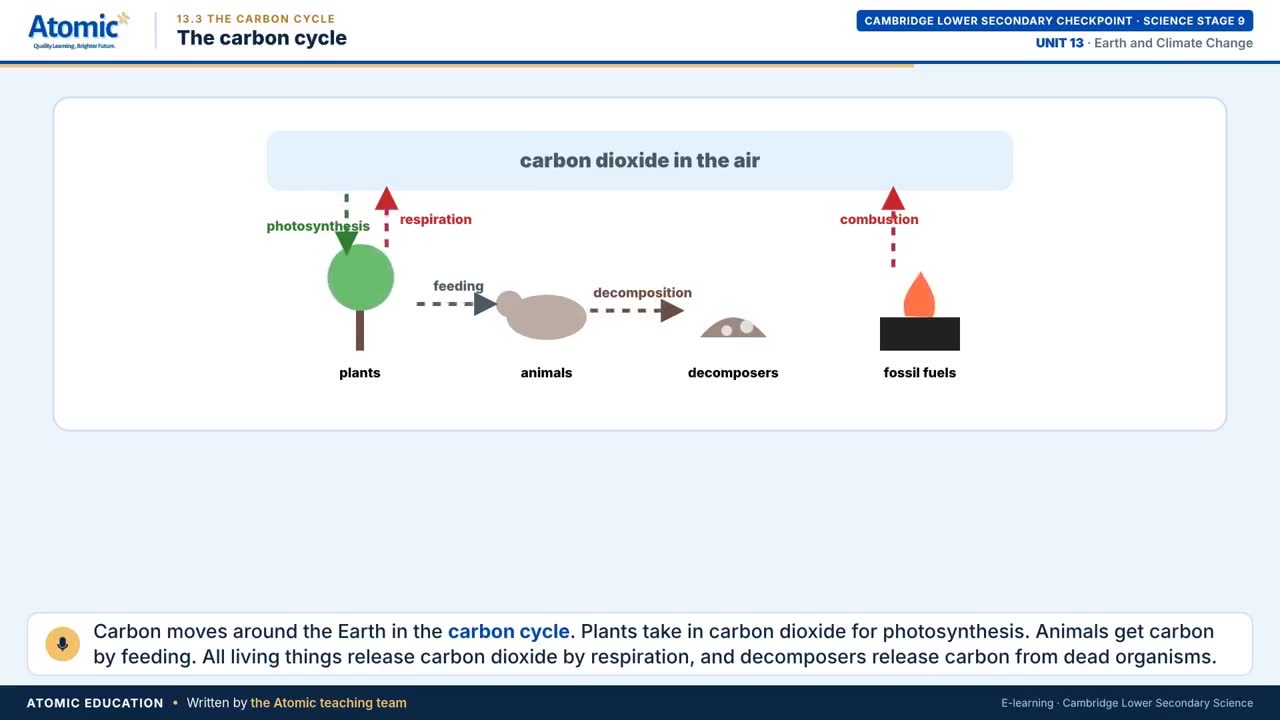 Atomic
Quality Learning, Brighter Future.
13.3 THE CARBON CYCLE
The carbon cycle
CAMBRIDGE LOWER SECONDARY CHECKPOINT · SCIENCE STAGE 9
UNIT 13 · Earth and Climate Change
carbon dioxide in the air
photosynthesis
respiration
combustion
feeding
decomposition
plants
animals
decomposers
fossil fuels
Carbon moves around the Earth in the carbon cycle. Plants take in carbon dioxide for photosynthesis. Animals get carbon
by feeding. All living things release carbon dioxide by respiration, and decomposers release carbon from dead organisms.
ATOMIC EDUCATION • Written by the Atomic teaching team
E-learning · Cambridge Lower Secondary Science